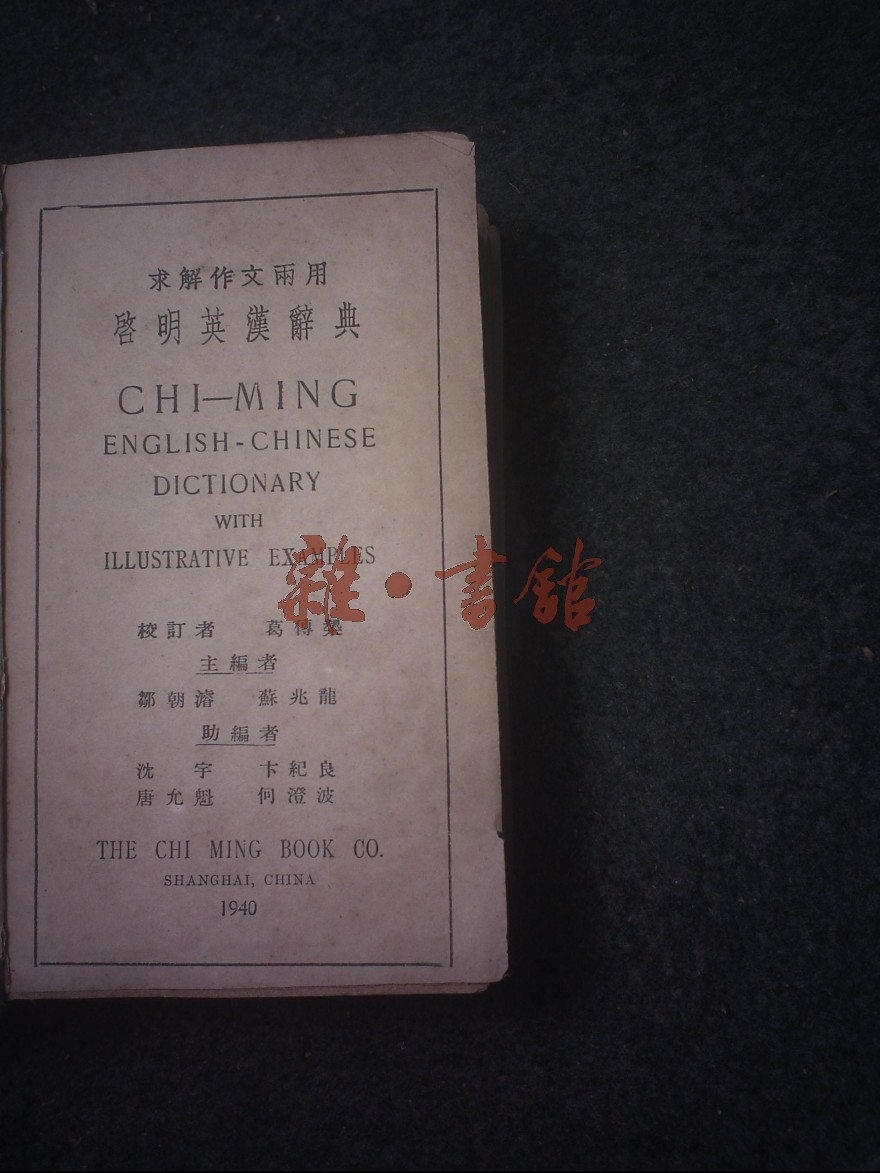 求解作文兩用
啓明英漢辭典
CHI—MING
ENGLISH-CHINESE
DICTIONARY
WITH
ILLUSTRATIVE EXAMPLES
雜·書館
校訂者 葛傳槼
主編者
鄒朝濬 蘇兆龍
助編者
沈宇 卞紀良
唐允魁 何澄波
THE CHI MING BOOK CO.
SHANGHAI, CHINA
1940